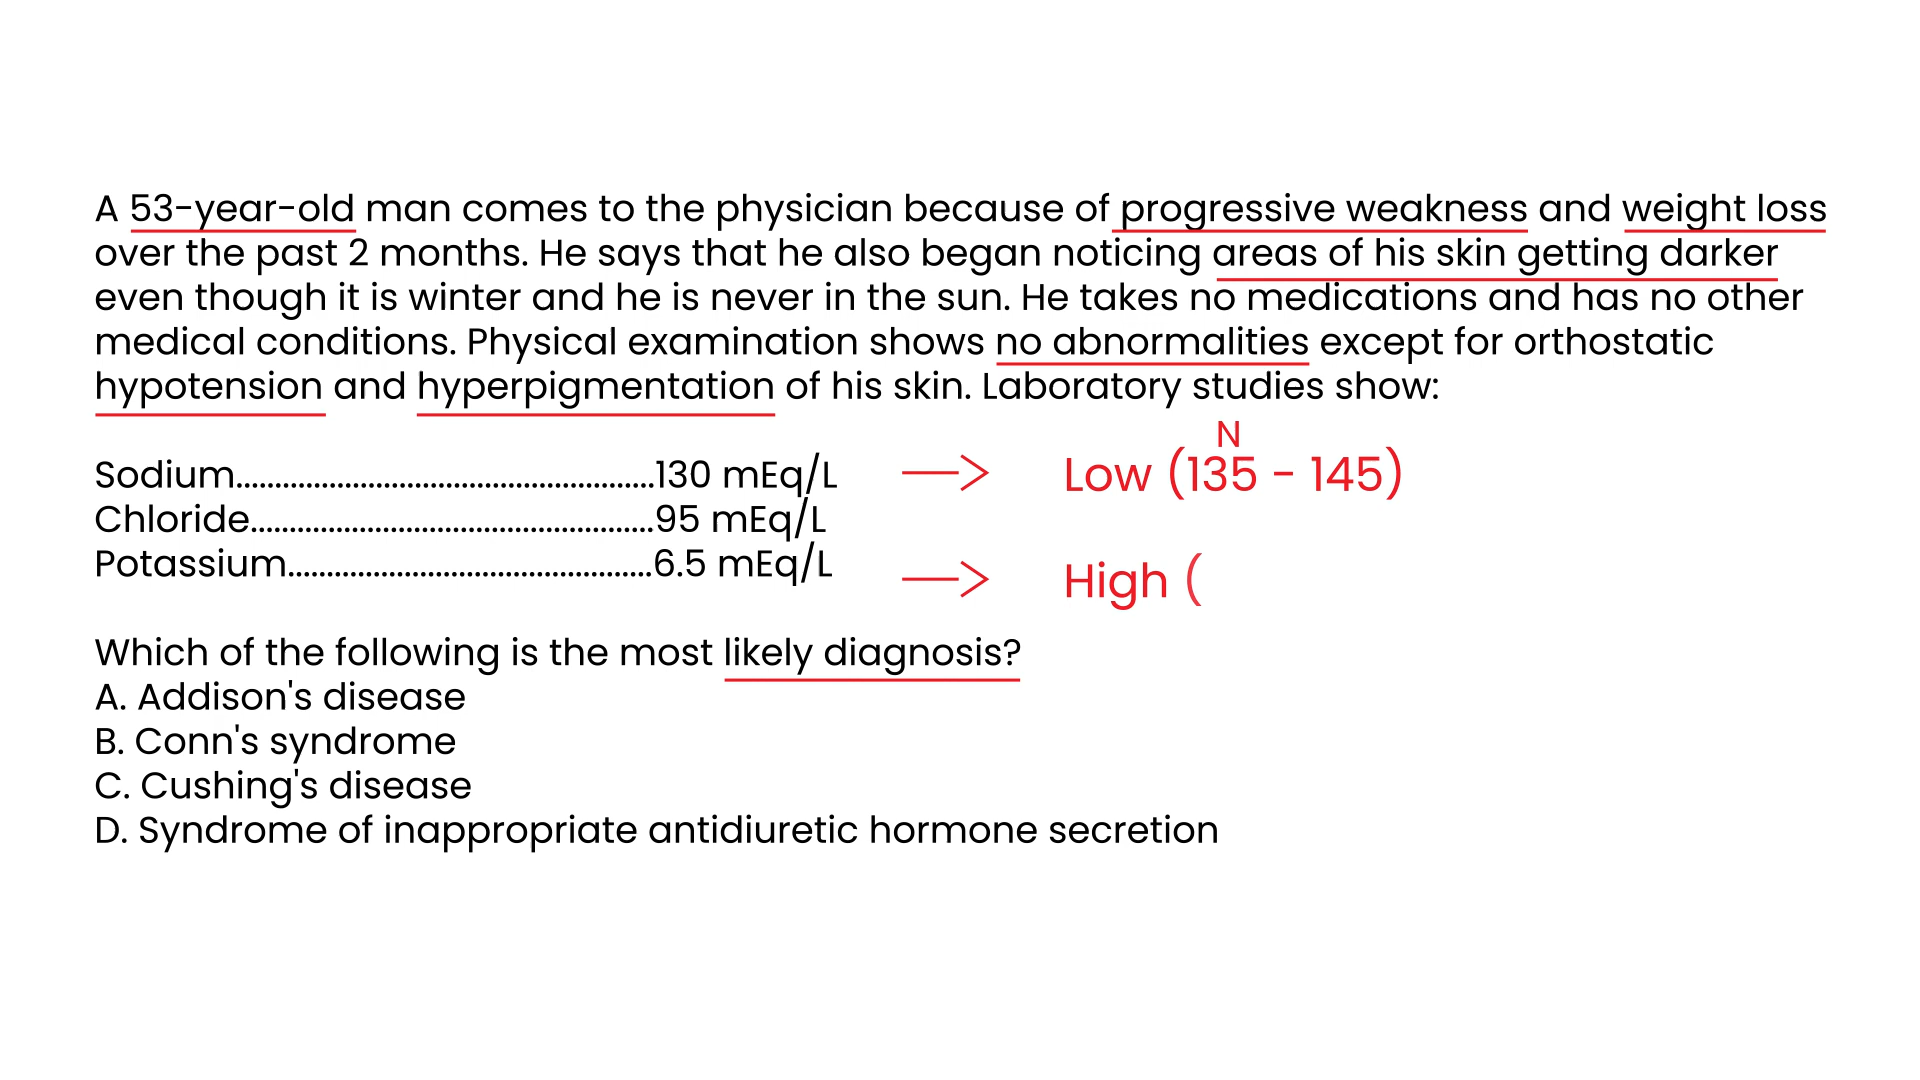 A 53-year-old man comes to the physician because of progressive weakness and weight loss
over the past 2 months. He says that he also began noticing areas of his skin getting darker
even though it is winter and he is never in the sun. He takes no medications and has no other
medical conditions. Physical examination shows no abnormalities except for orthostatic
hypotension and hyperpigmentation of his skin. Laboratory studies show:
N
Sodium......................................................130 mEq/L → Low (135 - 145)
Chloride....................................................95 mEq/L
Potassium...............................................6.5 mEq/L → High (
Which of the following is the most likely diagnosis?
A. Addison's disease
B. Conn's syndrome
C. Cushing's disease
D. Syndrome of inappropriate antidiuretic hormone secretion